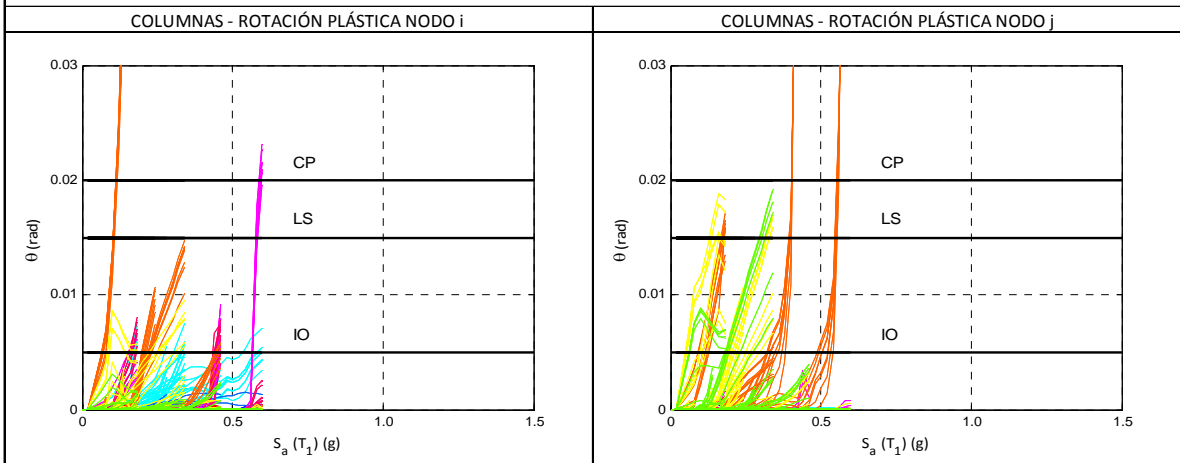 COLUMNAS - ROTACIÓN PLÁSTICA NODO i
COLUMNAS - ROTACIÓN PLÁSTICA NODO j
0.03
0.02
0.01
0
θ (rad)
CP
LS
IO
0
0.5
1.0
1.5
S_a (T_1) (g)
0.03
0.02
0.01
0
θ (rad)
CP
LS
IO
0
0.5
1.0
1.5
S_a (T_1) (g)